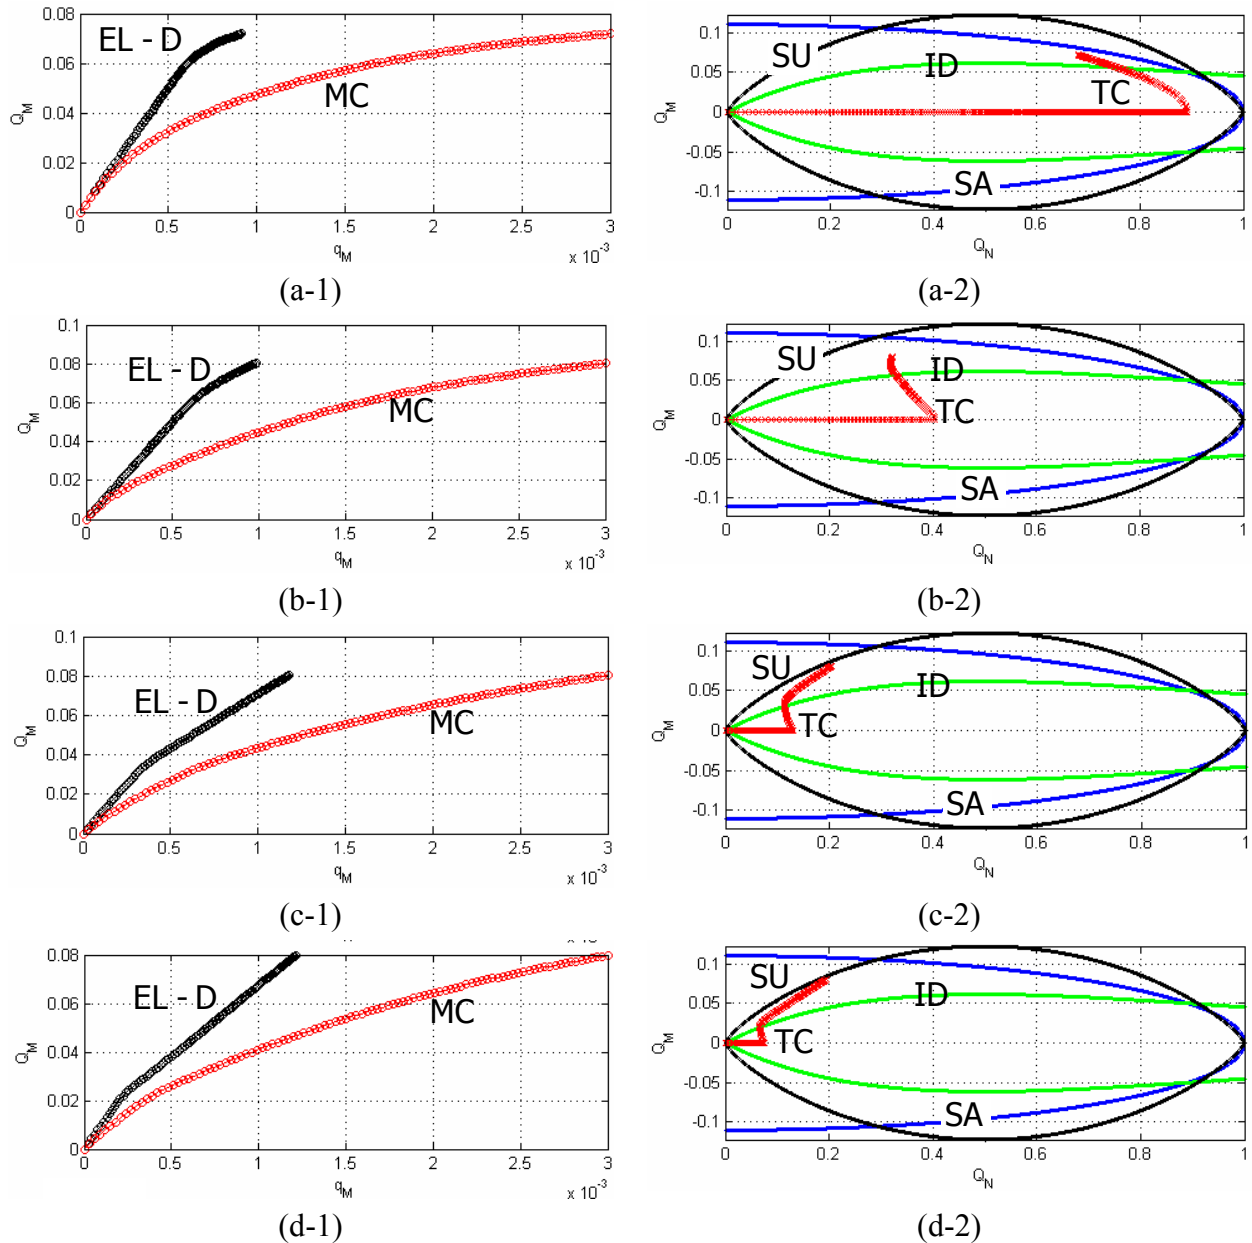 0.08
0.06
0.04
0.02
0
Q_M
EL - D
MC
0 0.5 1 1.5 2 2.5 3
q_M
x 10^-3
(a-1)
0.1
0.05
0
-0.05
-0.1
Q_M
SU
ID
TC
SA
0 0.2 0.4 0.6 0.8 1
Q_N
(a-2)
0.1
0.08
0.06
0.04
0.02
0
Q_M
EL - D
MC
0 0.5 1 1.5 2 2.5 3
q_M
x 10^-3
(b-1)
0.1
0.05
0
-0.05
-0.1
Q_M
SU
ID
TC
SA
0 0.2 0.4 0.6 0.8 1
Q_N
(b-2)
0.1
0.08
0.06
0.04
0.02
0
Q_M
EL - D
MC
0 0.5 1 1.5 2 2.5 3
q_M
x 10^-3
(c-1)
0.1
0.05
0
-0.05
-0.1
Q_M
SU
ID
TC
SA
0 0.2 0.4 0.6 0.8 1
Q_N
(c-2)
0.08
0.06
0.04
0.02
0
Q_M
EL - D
MC
0 0.5 1 1.5 2 2.5 3
q_M
x 10^-3
(d-1)
0.1
0.05
0
-0.05
-0.1
Q_M
SU
ID
TC
SA
0 0.2 0.4 0.6 0.8 1
Q_N
(d-2)